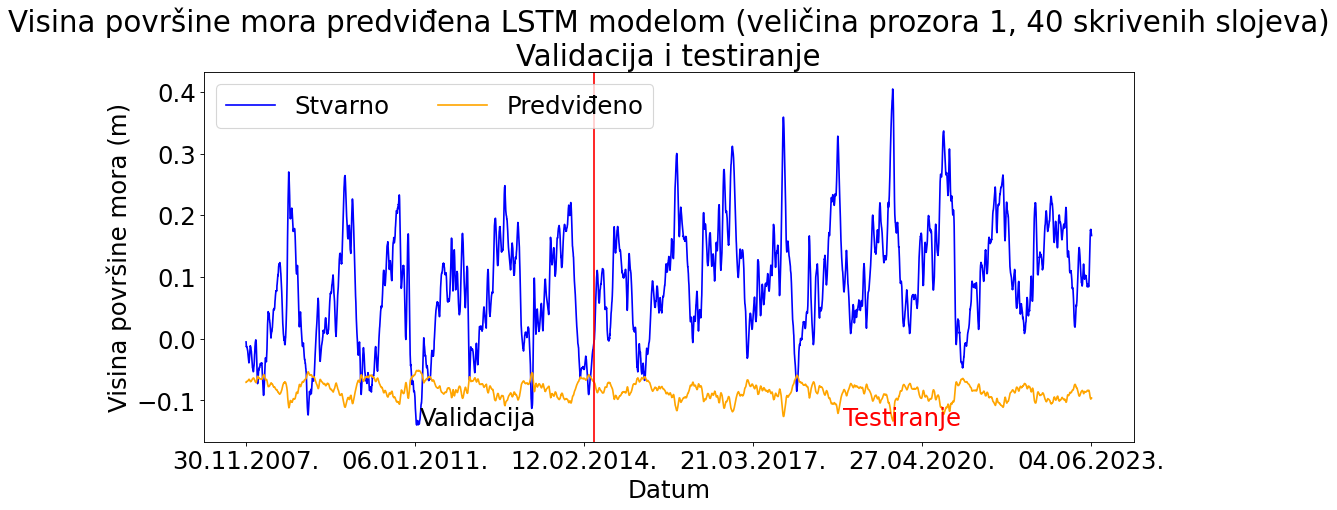 Visina površine mora predviđena LSTM modelom (veličina prozora 1, 40 skrivenih slojeva)
Validacija i testiranje
Stvarno
Predviđeno
Visina površine mora (m)
0.4
0.3
0.2
0.1
0.0
−0.1
Validacija
Testiranje
30.11.2007.
06.01.2011.
12.02.2014.
21.03.2017.
27.04.2020.
04.06.2023.
Datum